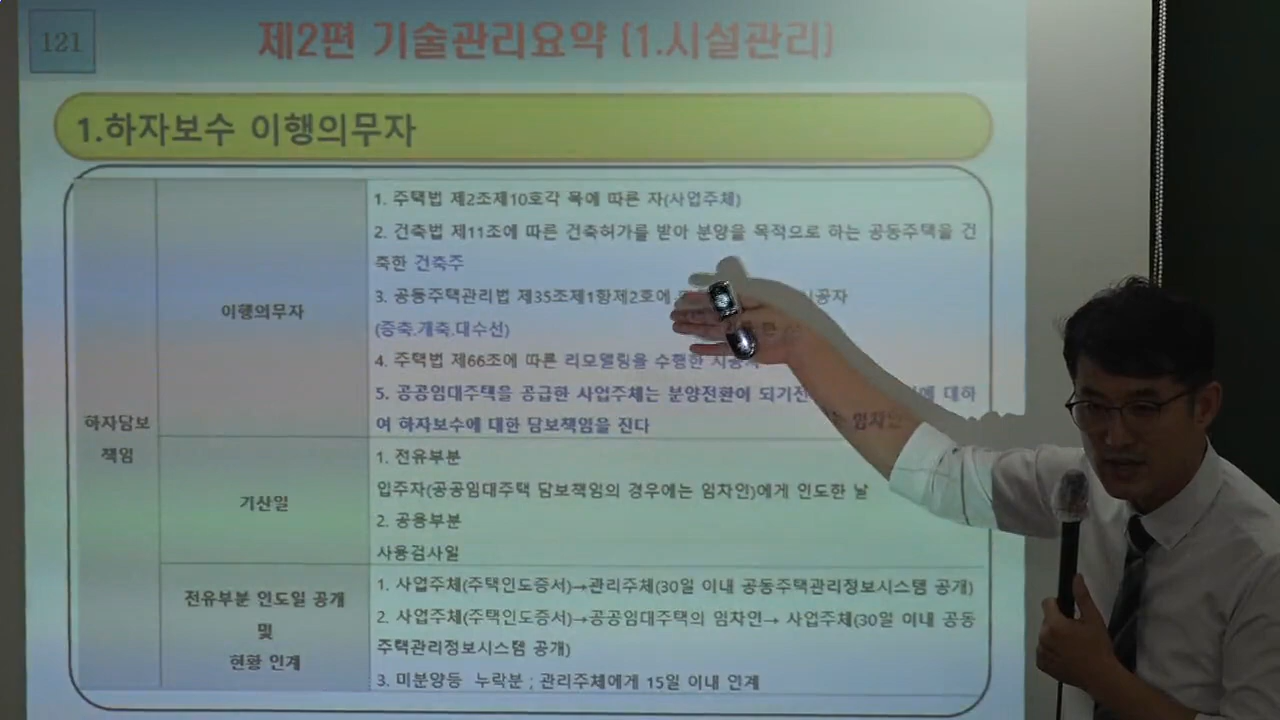 121
제2편 기술관리요약 (1.시설관리)
1.하자보수 이행의무자
하자담보
책임
이행의무자
1. 주택법 제2조제10호각 목에 따른 자(사업주체)
2. 건축법 제11조에 따른 건축허가를 받아 분양을 목적으로 하는 공동주택을 건
축한 건축주
3. 공동주택관리법 제35조제1항제2호에 시공자
(증축.개축.대수선)
4. 주택법 제66조에 따른 리모델링을 수행한
5. 공공임대주택을 공급한 사업주체는 분양전환이 되기전 대하
여 하자보수에 대한 담보책임을 진다
기산일
1. 전유부분
입주자(공공임대주택 담보책임의 경우에는 임차인)에게 인도한 날
2. 공용부분
사용검사일
전유부분 인도일 공개
및
현황 인계
1. 사업주체(주택인도증서)→관리주체(30일 이내 공동주택관리정보시스템 공개)
2. 사업주체(주택인도증서)→공공임대주택의 임차인→ 사업주체(30일 이내 공동
주택관리정보시스템 공개)
3. 미분양등 누락분 ; 관리주체에게 15일 이내 인계